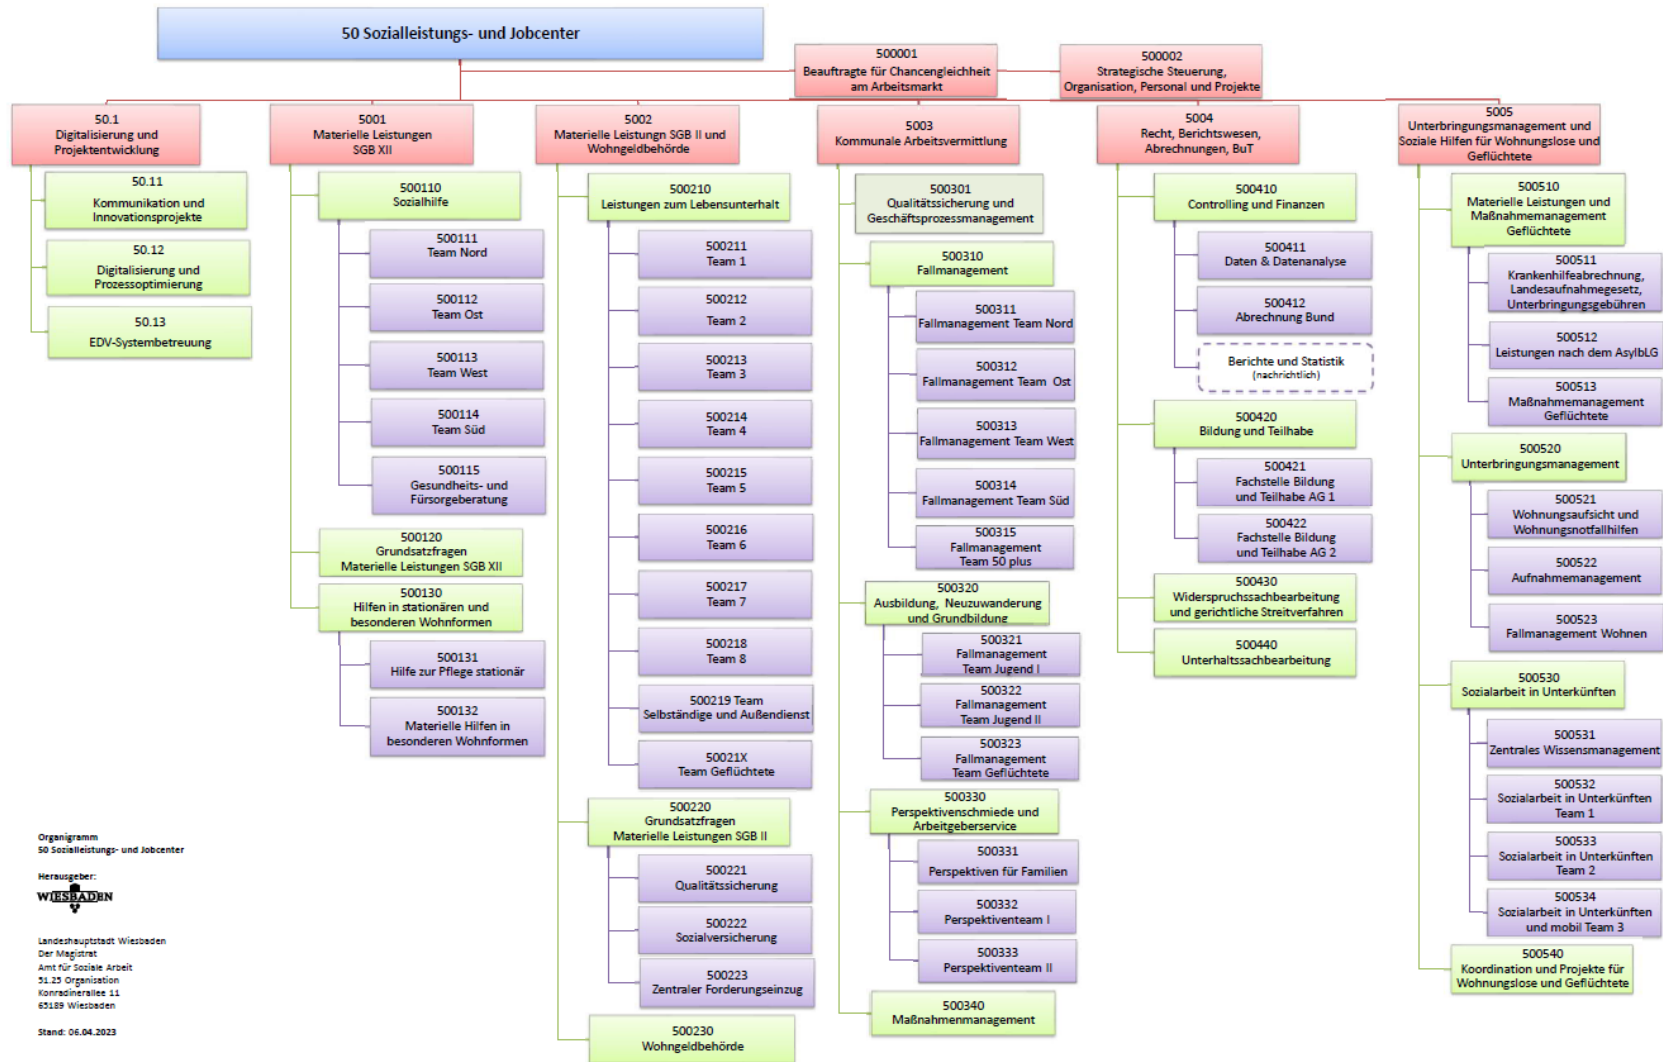 50 Sozialleistungs- und Jobcenter
500001
Beauftragte für Chancengleichheit
am Arbeitsmarkt
500002
Strategische Steuerung,
Organisation, Personal und Projekte
50.1
Digitalisierung und
Projektentwicklung
50.11
Kommunikation und
Innovationsprojekte
50.12
Digitalisierung und
Prozessoptimierung
50.13
EDV-Systembetreuung
5001
Materielle Leistungen
SGB XII
500110
Sozialhilfe
500111
Team Nord
500112
Team Ost
500113
Team West
500114
Team Süd
500115
Gesundheits- und
Fürsorgeberatung
500120
Grundsatzfragen
Materielle Leistungen SGB XII
500130
Hilfen in stationären und
besonderen Wohnformen
500131
Hilfe zur Pflege stationär
500132
Materielle Hilfen in
besonderen Wohnformen
5002
Materielle Leistungn SGB II und
Wohngeldbehörde
500210
Leistungen zum Lebensunterhalt
500211
Team 1
500212
Team 2
500213
Team 3
500214
Team 4
500215
Team 5
500216
Team 6
500217
Team 7
500218
Team 8
500219 Team
Selbständige und Außendienst
50021X
Team Geflüchtete
500220
Grundsatzfragen
Materielle Leistungen SGB II
500221
Qualitätssicherung
500222
Sozialversicherung
500223
Zentraler Forderungseinzug
500230
Wohngeldbehörde
5003
Kommunale Arbeitsvermittlung
500301
Qualitätssicherung und
Geschäftsprozessmanagement
500310
Fallmanagement
500311
Fallmanagement Team Nord
500312
Fallmanagement Team Ost
500313
Fallmanagement Team West
500314
Fallmanagement Team Süd
500315
Fallmanagement
Team 50 plus
500320
Ausbildung, Neuzuwanderung
und Grundbildung
500321
Fallmanagement
Team Jugend I
500322
Fallmanagement
Team Jugend II
500323
Fallmanagement
Team Geflüchtete
500330
Perspektivenschmiede und
Arbeitgeberservice
500331
Perspektiven für Familien
500332
Perspektiventeam I
500333
Perspektiventeam II
500340
Maßnahmenmanagement
5004
Recht, Berichtswesen,
Abrechnungen, BuT
500410
Controlling und Finanzen
500411
Daten & Datenanalyse
500412
Abrechnung Bund
Berichte und Statistik
(nachrichtlich)
500420
Bildung und Teilhabe
500421
Fachstelle Bildung
und Teilhabe AG 1
500422
Fachstelle Bildung
und Teilhabe AG 2
500430
Widerspruchssachbearbeitung
und gerichtliche Streitverfahren
500440
Unterhaltssachbearbeitung
5005
Unterbringungsmanagement und
Soziale Hilfen für Wohnungslose und
Geflüchtete
500510
Materielle Leistungen und
Maßnahmemanagement
Geflüchtete
500511
Krankenhilfeabrechnung,
Landesaufnahmegesetz,
Unterbringungsgebühren
500512
Leistungen nach dem AsylbLG
500513
Maßnahmemanagement
Geflüchtete
500520
Unterbringungsmanagement
500521
Wohnungsaufsicht und
Wohnungsnotfallhilfen
500522
Aufnahmemanagement
500523
Fallmanagement Wohnen
500530
Sozialarbeit in Unterkünften
500531
Zentrales Wissensmanagement
500532
Sozialarbeit in Unterkünften
Team 1
500533
Sozialarbeit in Unterkünften
Team 2
500534
Sozialarbeit in Unterkünften
und mobil Team 3
500540
Koordination und Projekte für
Wohnungslose und Geflüchtete
Organigramm
50 Sozialleistungs- und Jobcenter
Herausgeber:
WIESBADEN
Landeshauptstadt Wiesbaden
Der Magistrat
Amt für Soziale Arbeit
51.25 Organisation
Konradinerallee 11
65189 Wiesbaden
Stand: 06.04.2023